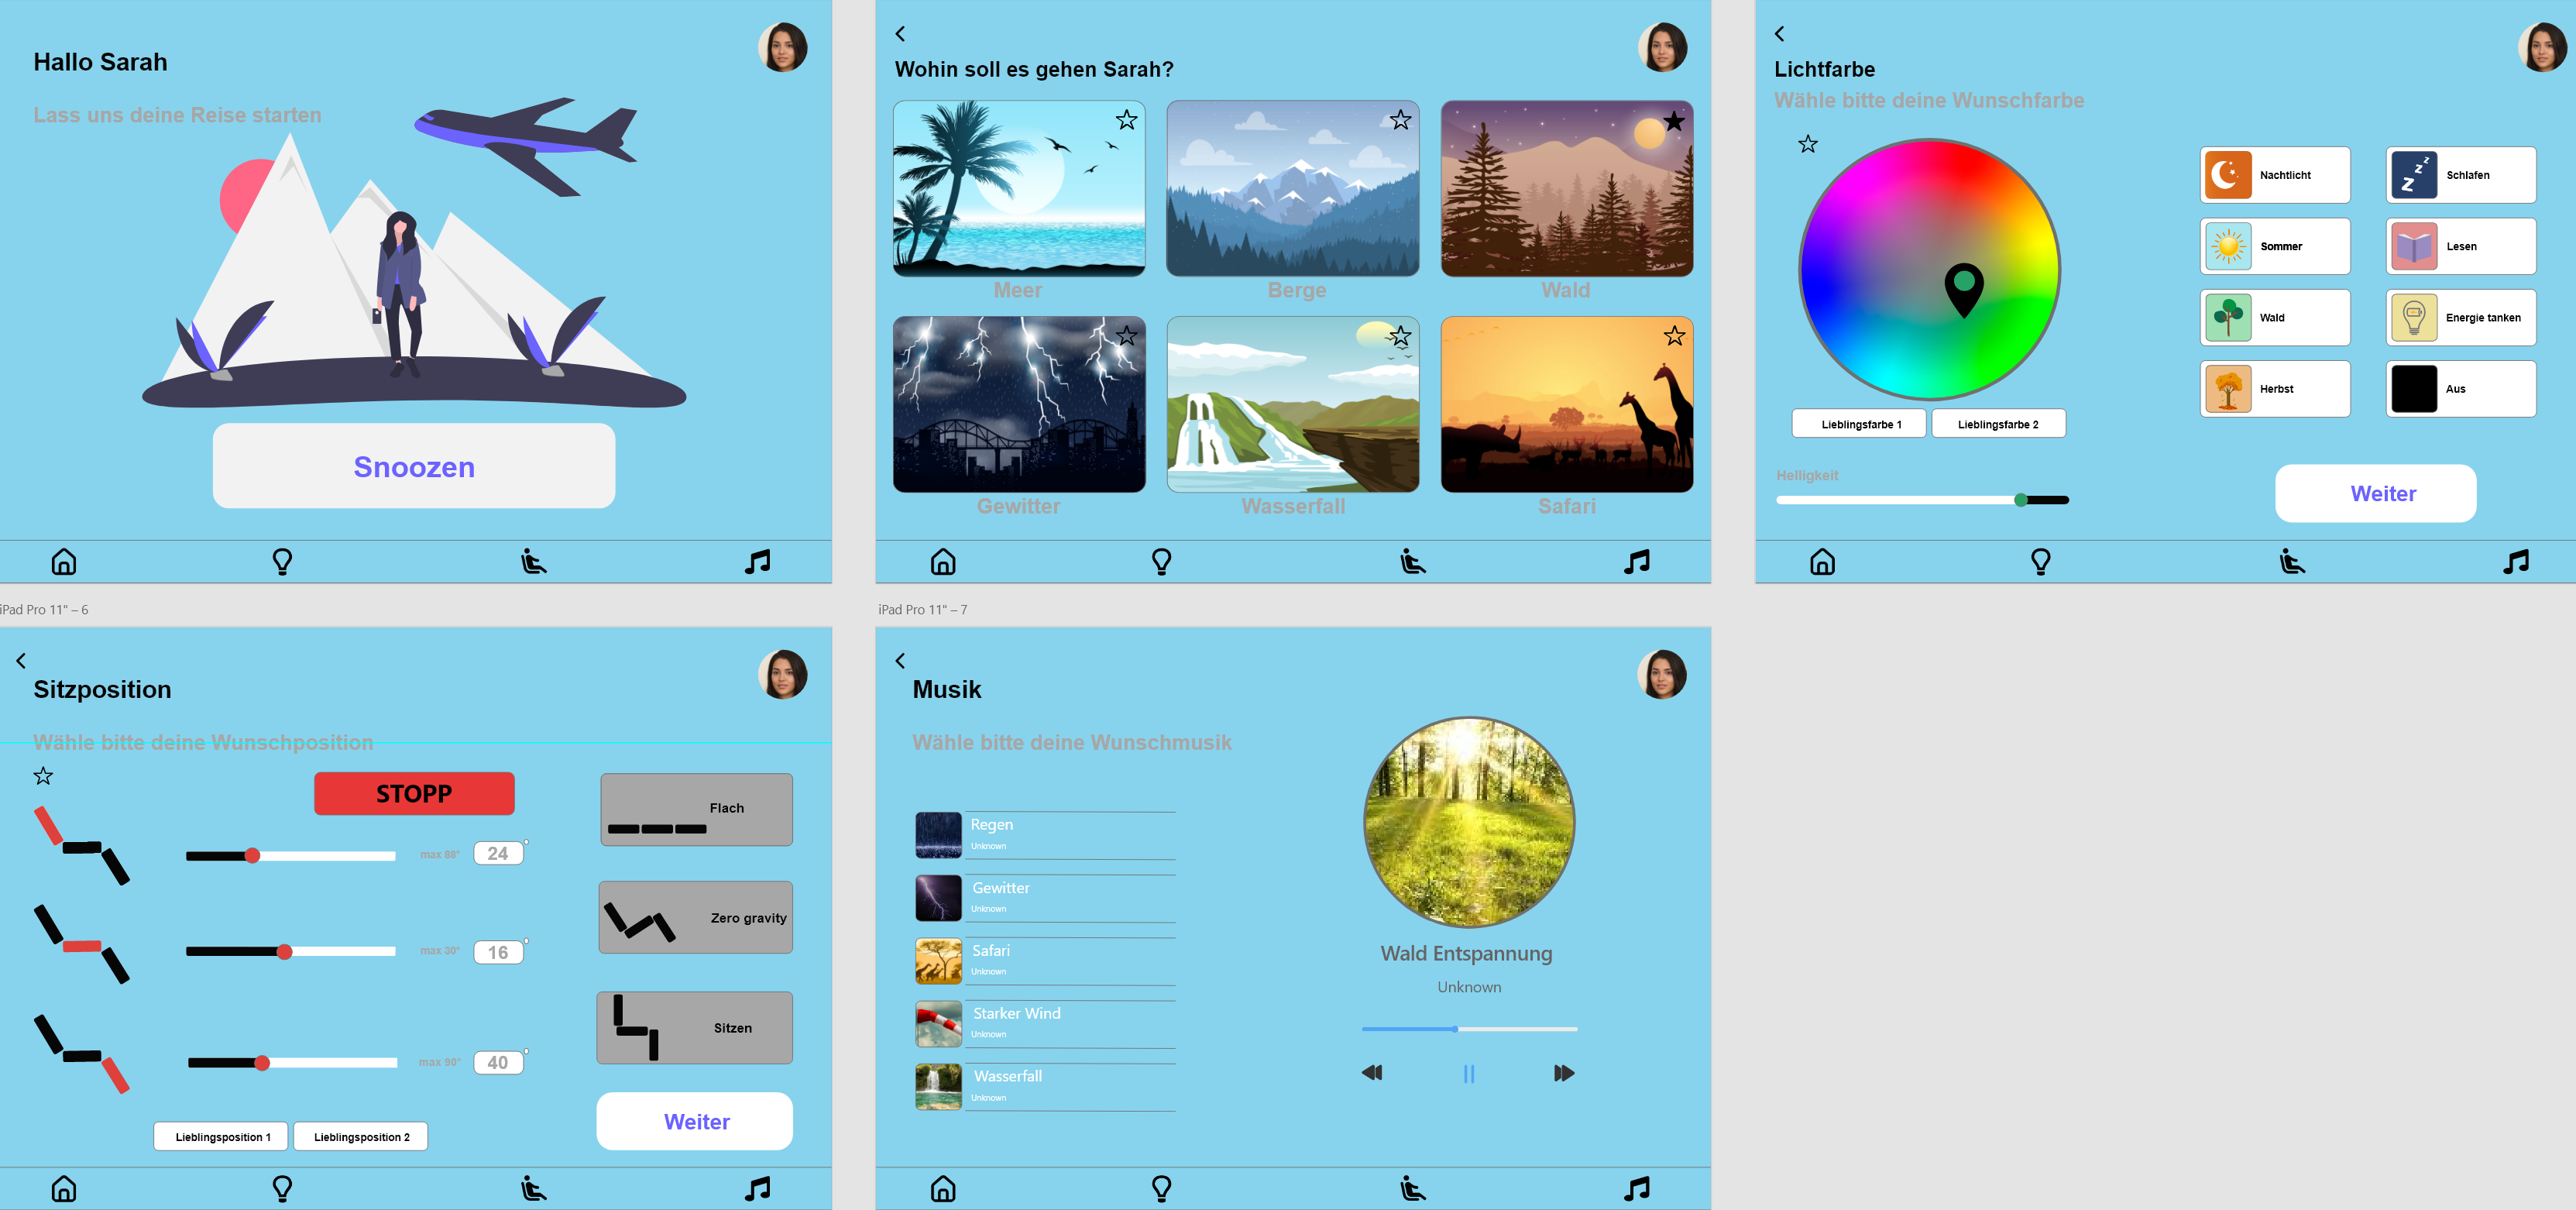 Hallo Sarah
Lass uns deine Reise starten
Snoozen
Wohin soll es gehen Sarah?
Meer
Berge
Wald
Gewitter
Wasserfall
Safari
Lichtfarbe
Wähle bitte deine Wunschfarbe
Nachtlicht
Schlafen
Sommer
Lesen
Wald
Energie tanken
Herbst
Aus
Lieblingsfarbe 1
Lieblingsfarbe 2
Helligkeit
Weiter
iPad Pro 11" – 6
Sitzposition
Wähle bitte deine Wunschposition
STOPP
Flach
max 88°
24°
Zero gravity
max 30°
16°
Sitzen
max 90°
40°
Weiter
Lieblingsposition 1
Lieblingsposition 2
iPad Pro 11" – 7
Musik
Wähle bitte deine Wunschmusik
Regen
Unknown
Gewitter
Unknown
Safari
Unknown
Starker Wind
Unknown
Wasserfall
Unknown
Wald Entspannung
Unknown